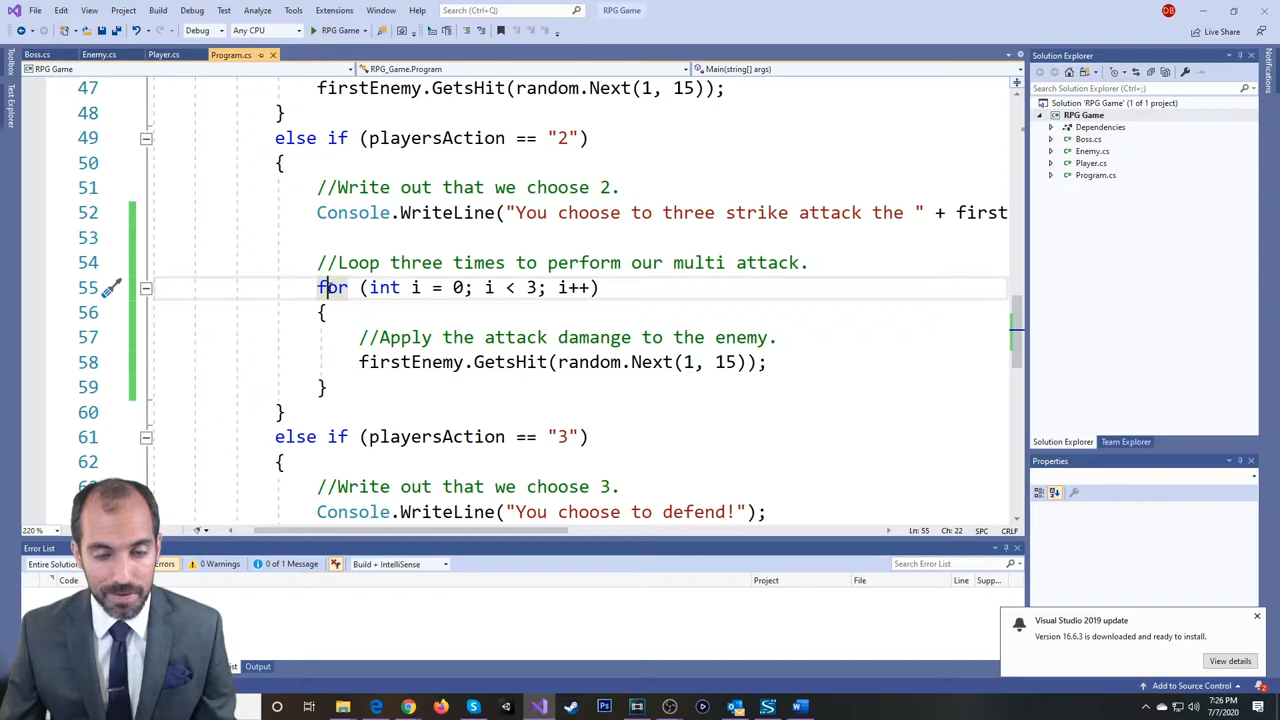 File Edit View Project Build Debug Test Analyze Tools Extensions Window Help Search (Ctrl+Q) RPG Game DB
Debug Any CPU RPG Game Live Share
Boss.cs Enemy.cs Player.cs Program.cs
RPG Game RPG_Game.Program Main(string[] args)
Toolbox
Test Explorer
47 firstEnemy.GetsHit(random.Next(1, 15));
48 }
49 else if (playersAction == "2")
50 {
51 //Write out that we choose 2.
52 Console.WriteLine("You choose to three strike attack the " + first
53
54 //Loop three times to perform our multi attack.
55 for (int i = 0; i < 3; i++)
56 {
57 //Apply the attack damange to the enemy.
58 firstEnemy.GetsHit(random.Next(1, 15));
59 }
60 }
61 else if (playersAction == "3")
62 {
//Write out that we choose 3.
Console.WriteLine("You choose to defend!");
220 % Ln: 55 Ch: 22 SPC CRLF
Error List
Entire Solution Errors 0 Warnings 0 of 1 Message Build + IntelliSense Search Error List
Code Project File Line Supp...
Output
Solution Explorer
Search Solution Explorer (Ctrl+;)
Solution 'RPG Game' (1 of 1 project)
RPG Game
Dependencies
Boss.cs
Enemy.cs
Player.cs
Program.cs
Solution Explorer Team Explorer
Properties
Notifications
Visual Studio 2019 update
Version 16.6.3 is downloaded and ready to install.
View details
Add to Source Control 2
7:26 PM
7/7/2020